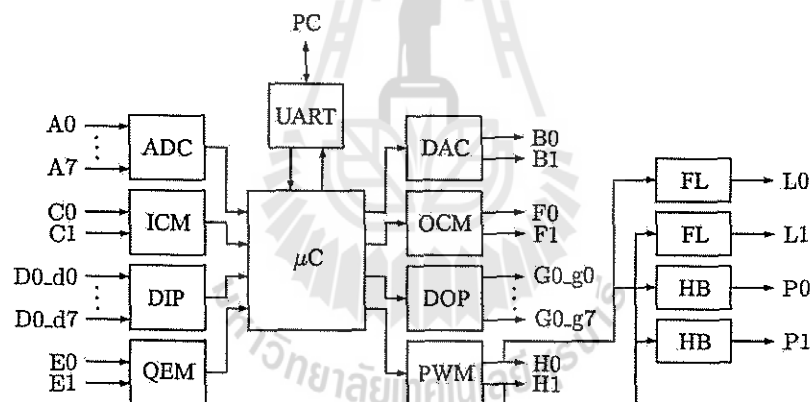 PC
UART
A0
A7
ADC
DAC
B0
B1
C0
C1
ICM
μC
OCM
F0
F1
D0_d0
D0_d7
DIP
DOP
G0_g0
G0_g7
E0
E1
QEM
PWM
H0
H1
FL
L0
FL
L1
HB
P0
HB
P1